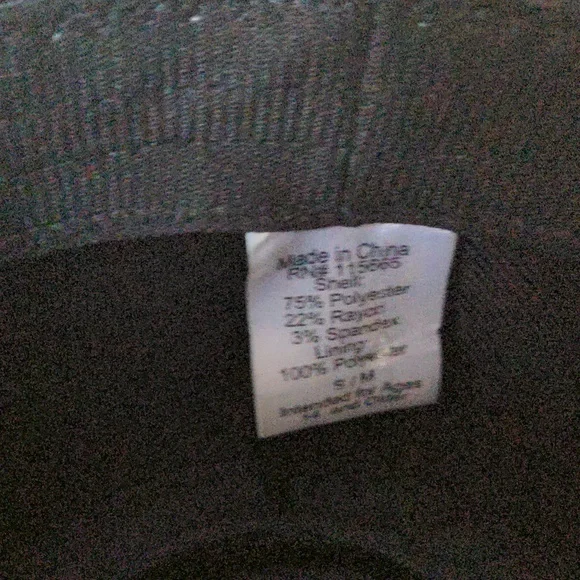 Made in China
RN# 115665
Shell:
75% Polyester
22% Rayon
3% Spandex
Lining:
100% Polyester
S / M
Intended for Ages
14 and Older